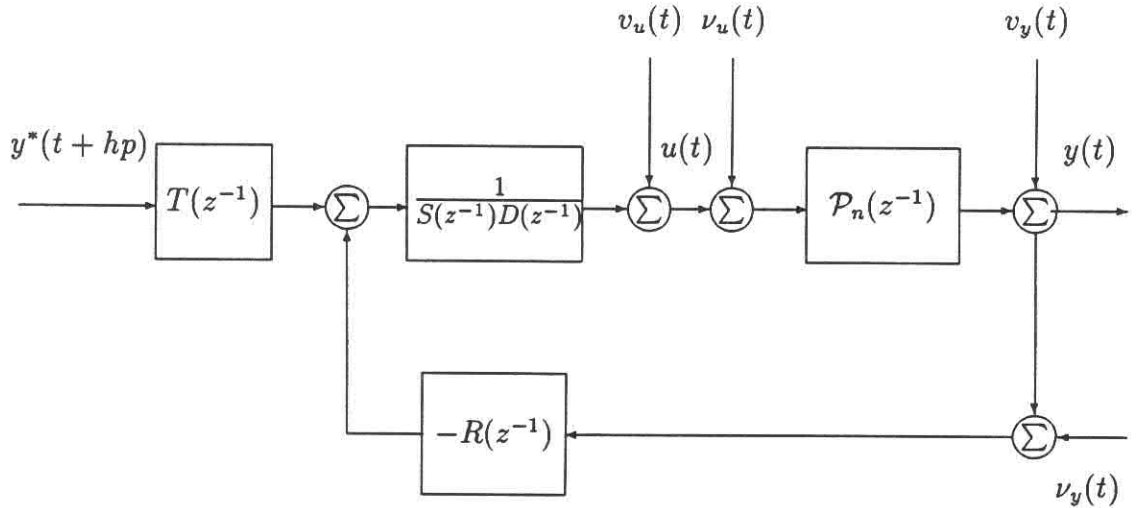 v_u(t) ν_u(t) v_y(t)
y*(t + hp) u(t) y(t)
T(z⁻¹) Σ 1 / S(z⁻¹)D(z⁻¹) Σ Σ 𝒫_n(z⁻¹) Σ
−R(z⁻¹) Σ
ν_y(t)